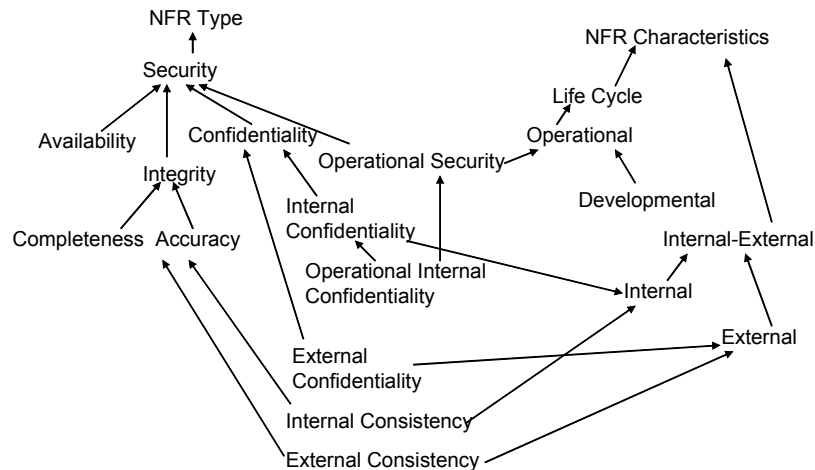 NFR Type
NFR Characteristics
Security
Life Cycle
Availability
Confidentiality
Operational
Operational Security
Integrity
Developmental
Internal
Confidentiality
Completeness
Accuracy
Internal-External
Operational Internal
Confidentiality
Internal
External
External
Confidentiality
Internal Consistency
External Consistency